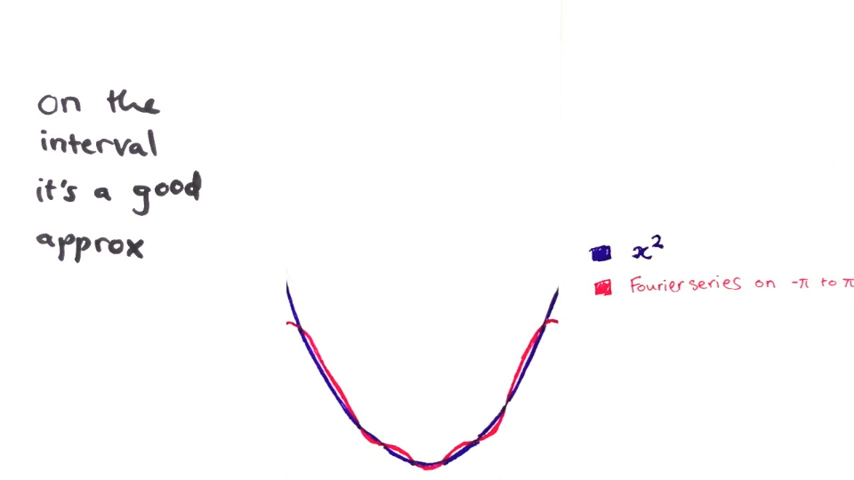 on the
interval
it's a good
approx
x²
Fourier series on -π to π